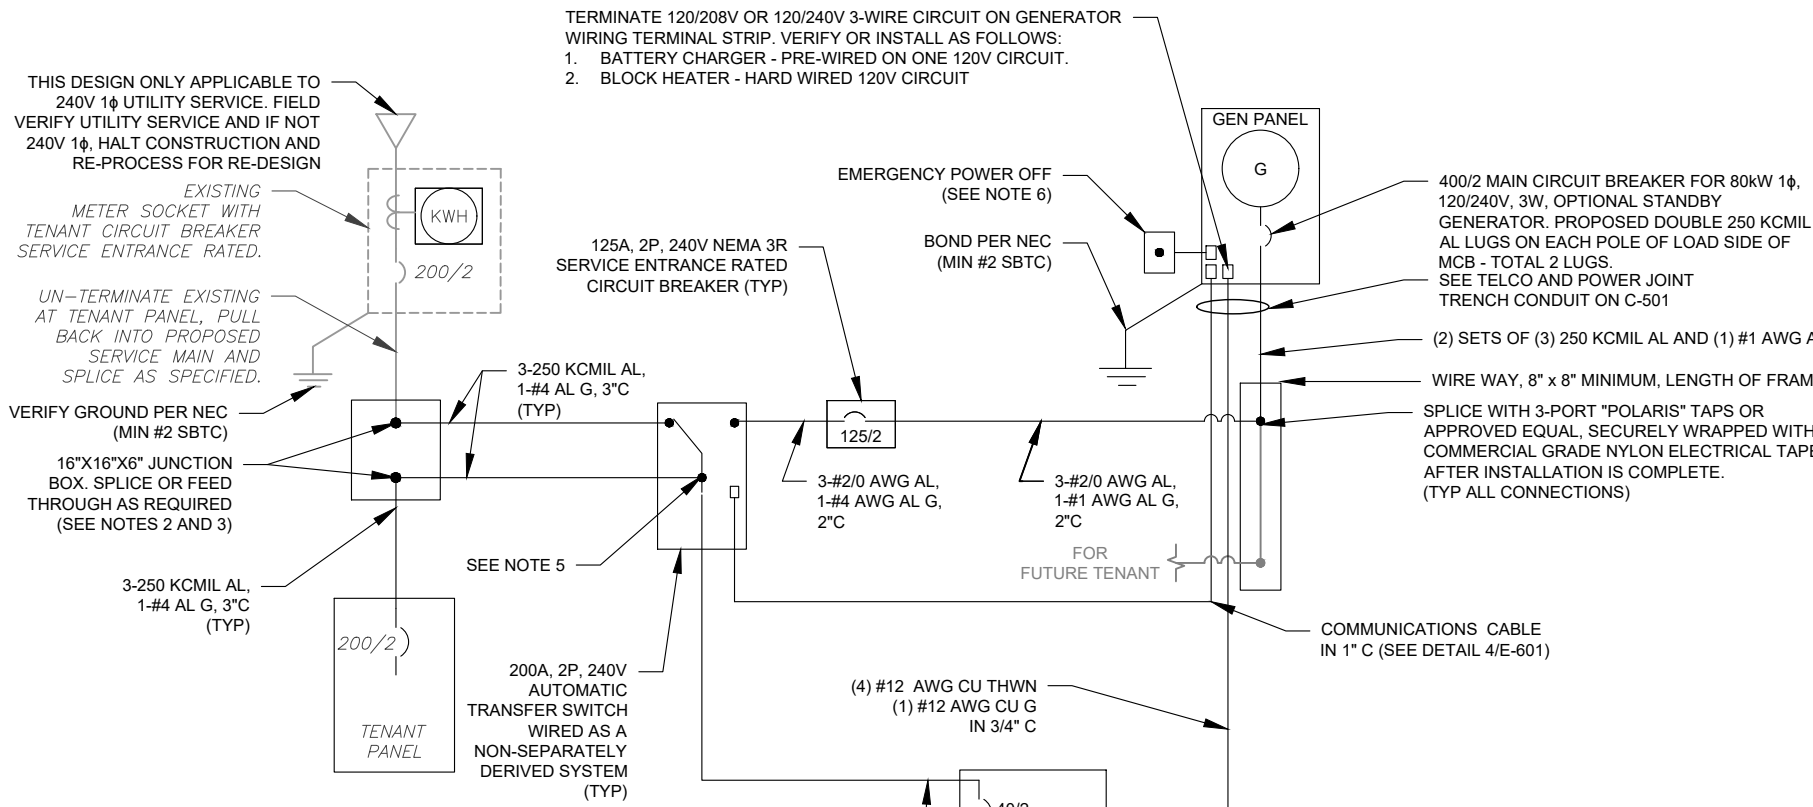 TERMINATE 120/208V OR 120/240V 3-WIRE CIRCUIT ON GENERATOR
WIRING TERMINAL STRIP. VERIFY OR INSTALL AS FOLLOWS:
1. BATTERY CHARGER - PRE-WIRED ON ONE 120V CIRCUIT.
2. BLOCK HEATER - HARD WIRED 120V CIRCUIT
THIS DESIGN ONLY APPLICABLE TO
240V 1ϕ UTILITY SERVICE. FIELD
VERIFY UTILITY SERVICE AND IF NOT
240V 1ϕ, HALT CONSTRUCTION AND
RE-PROCESS FOR RE-DESIGN
EXISTING
METER SOCKET WITH
TENANT CIRCUIT BREAKER
SERVICE ENTRANCE RATED.
KWH
200/2
UN-TERMINATE EXISTING
AT TENANT PANEL, PULL
BACK INTO PROPOSED
SERVICE MAIN AND
SPLICE AS SPECIFIED.
VERIFY GROUND PER NEC
(MIN #2 SBTC)
16"X16"X6" JUNCTION
BOX. SPLICE OR FEED
THROUGH AS REQUIRED
(SEE NOTES 2 AND 3)
3-250 KCMIL AL,
1-#4 AL G, 3"C
(TYP)
200/2
TENANT
PANEL
3-250 KCMIL AL,
1-#4 AL G, 3"C
(TYP)
SEE NOTE 5
200A, 2P, 240V
AUTOMATIC
TRANSFER SWITCH
WIRED AS A
NON-SEPARATELY
DERIVED SYSTEM
(TYP)
125A, 2P, 240V NEMA 3R
SERVICE ENTRANCE RATED
CIRCUIT BREAKER (TYP)
125/2
3-#2/0 AWG AL,
1-#4 AWG AL G,
2"C
3-#2/0 AWG AL,
1-#1 AWG AL G,
2"C
EMERGENCY POWER OFF
(SEE NOTE 6)
BOND PER NEC
(MIN #2 SBTC)
GEN PANEL
G
400/2 MAIN CIRCUIT BREAKER FOR 80kW 1ϕ,
120/240V, 3W, OPTIONAL STANDBY
GENERATOR. PROPOSED DOUBLE 250 KCMIL
AL LUGS ON EACH POLE OF LOAD SIDE OF
MCB - TOTAL 2 LUGS.
SEE TELCO AND POWER JOINT
TRENCH CONDUIT ON C-501
(2) SETS OF (3) 250 KCMIL AL AND (1) #1 AWG A
WIRE WAY, 8" x 8" MINIMUM, LENGTH OF FRAM
SPLICE WITH 3-PORT "POLARIS" TAPS OR
APPROVED EQUAL, SECURELY WRAPPED WITH
COMMERCIAL GRADE NYLON ELECTRICAL TAPE
AFTER INSTALLATION IS COMPLETE.
(TYP ALL CONNECTIONS)
FOR
FUTURE TENANT
COMMUNICATIONS CABLE
IN 1" C (SEE DETAIL 4/E-601)
(4) #12 AWG CU THWN
(1) #12 AWG CU G
IN 3/4" C